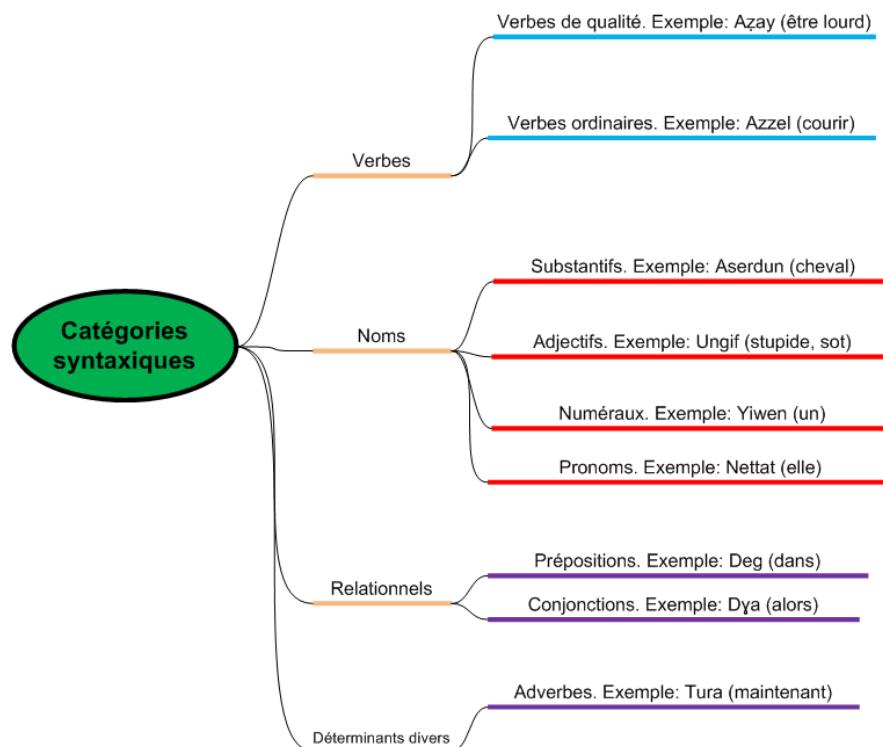 Catégories
syntaxiques
Verbes
Verbes de qualité. Exemple: Aẓay (être lourd)
Verbes ordinaires. Exemple: Azzel (courir)
Noms
Substantifs. Exemple: Aserdun (cheval)
Adjectifs. Exemple: Ungif (stupide, sot)
Numéraux. Exemple: Yiwen (un)
Pronoms. Exemple: Nettat (elle)
Relationnels
Prépositions. Exemple: Deg (dans)
Conjonctions. Exemple: Dɣa (alors)
Déterminants divers
Adverbes. Exemple: Tura (maintenant)